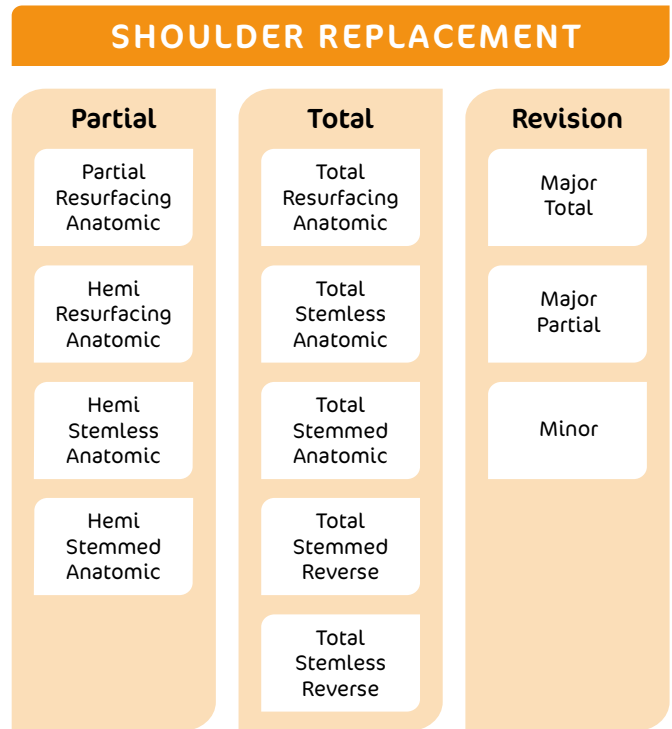 SHOULDER REPLACEMENT
Partial
Partial
Resurfacing
Anatomic
Hemi
Resurfacing
Anatomic
Hemi
Stemless
Anatomic
Hemi
Stemmed
Anatomic
Total
Total
Resurfacing
Anatomic
Total
Stemless
Anatomic
Total
Stemmed
Anatomic
Total
Stemmed
Reverse
Total
Stemless
Reverse
Revision
Major
Total
Major
Partial
Minor